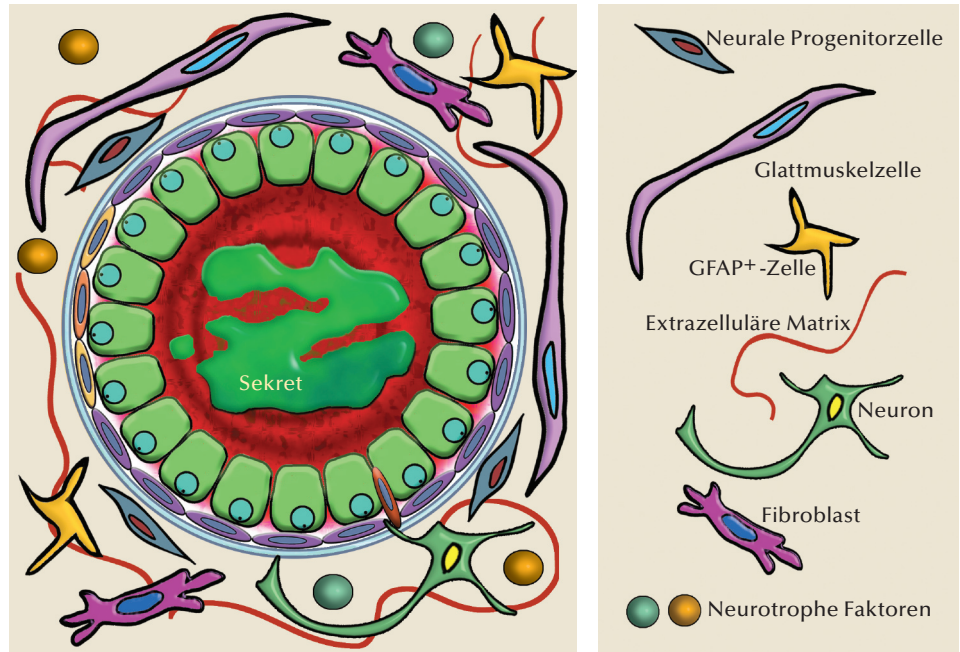 Sekret
Neurale Progenitorzelle
Glattmuskelzelle
GFAP⁺-Zelle
Extrazelluläre Matrix
Neuron
Fibroblast
Neurotrophe Faktoren